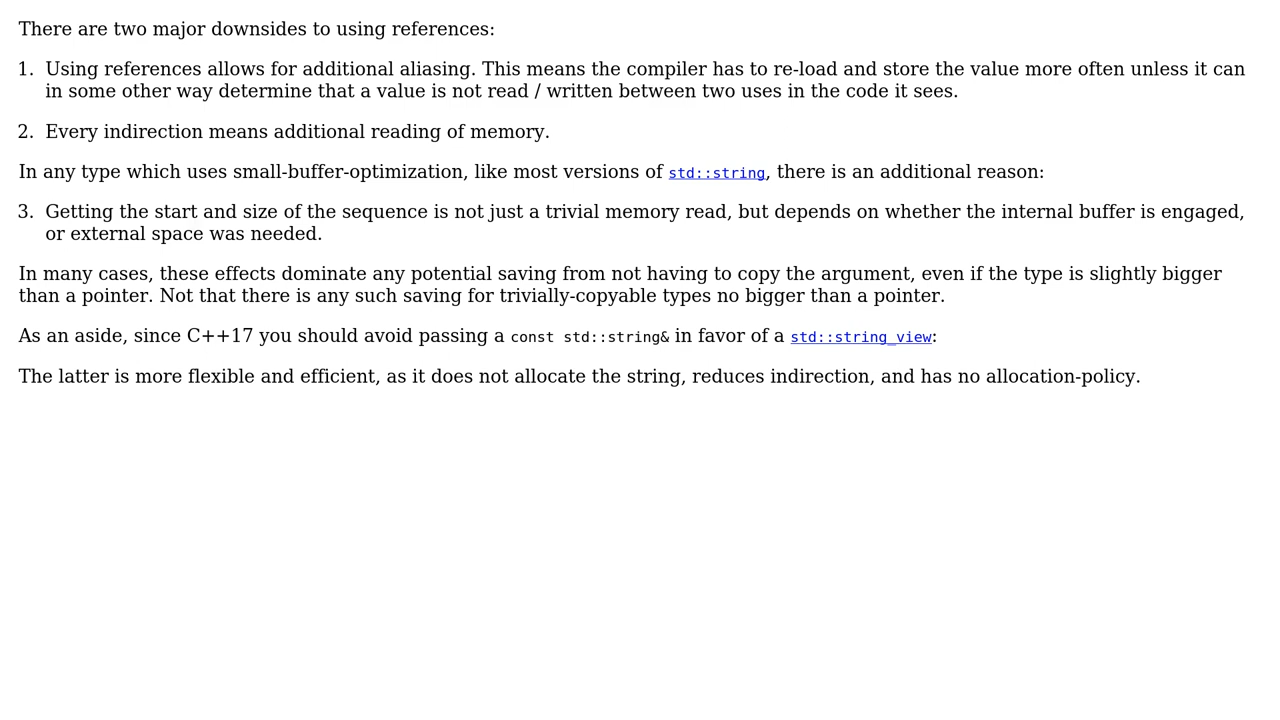 There are two major downsides to using references:
1. Using references allows for additional aliasing. This means the compiler has to re-load and store the value more often unless it can
in some other way determine that a value is not read / written between two uses in the code it sees.
2. Every indirection means additional reading of memory.
In any type which uses small-buffer-optimization, like most versions of std::string, there is an additional reason:
3. Getting the start and size of the sequence is not just a trivial memory read, but depends on whether the internal buffer is engaged,
or external space was needed.
In many cases, these effects dominate any potential saving from not having to copy the argument, even if the type is slightly bigger
than a pointer. Not that there is any such saving for trivially-copyable types no bigger than a pointer.
As an aside, since C++17 you should avoid passing a const std::string& in favor of a std::string_view:
The latter is more flexible and efficient, as it does not allocate the string, reduces indirection, and has no allocation-policy.